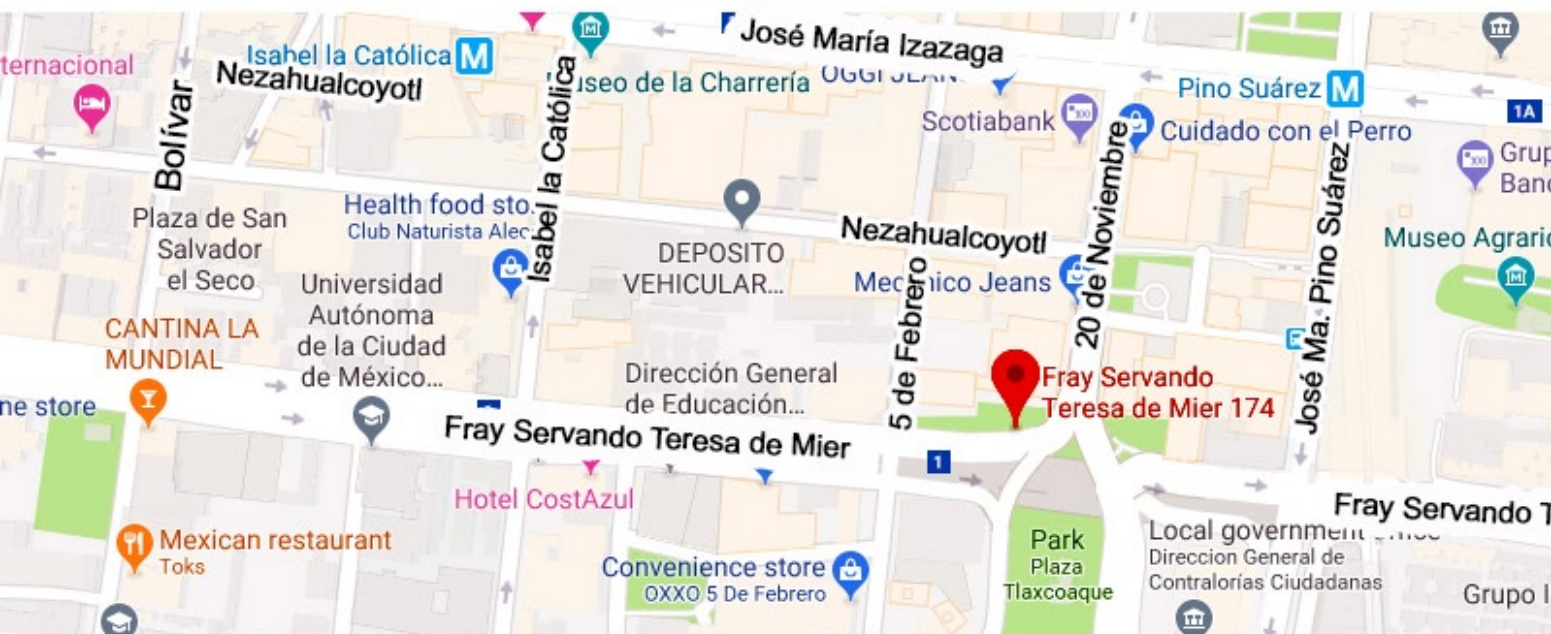 José María Izazaga
Isabel la Católica
Nezahualcoyotl
ternacional
Bolívar
Isabel la Católica
Museo de la Charrería
Pino Suárez
1A
Scotiabank
Cuidado con el Perro
20 de Noviembre
José Ma. Pino Suárez
Grup
Banc
Plaza de San
Salvador
el Seco
Health food sto
Club Naturista Alec
DEPOSITO
VEHICULAR...
Nezahualcoyotl
Mecánico Jeans
5 de Febrero
Museo Agrario
Universidad
Autónoma
de la Ciudad
de México...
CANTINA LA
MUNDIAL
ne store
Dirección General
de Educación...
Fray Servando
Teresa de Mier 174
Fray Servando Teresa de Mier
1
Hotel CostAzul
Fray Servando T
Mexican restaurant
Toks
Convenience store
OXXO 5 De Febrero
Park
Plaza
Tlaxcoaque
Local government
Direccion General de
Contralorías Ciudadanas
Grupo I